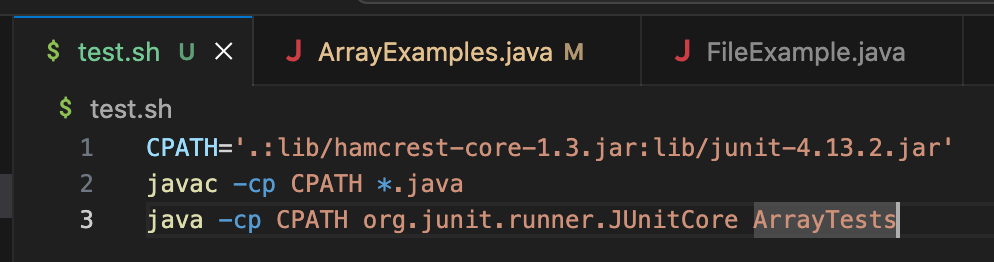 $ test.sh U × J ArrayExamples.java M J FileExample.java
$ test.sh
1 CPATH='.:lib/hamcrest-core-1.3.jar:lib/junit-4.13.2.jar'
2 javac -cp CPATH *.java
3 java -cp CPATH org.junit.runner.JUnitCore ArrayTests